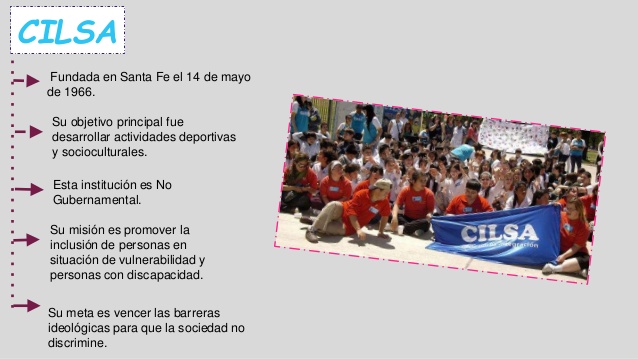 CILSA
Fundada en Santa Fe el 14 de mayo
de 1966.
Su objetivo principal fue
desarrollar actividades deportivas
y socioculturales.
Esta institución es No
Gubernamental.
Su misión es promover la
inclusión de personas en
situación de vulnerabilidad y
personas con discapacidad.
Su meta es vencer las barreras
ideológicas para que la sociedad no
discrimine.
CILSA